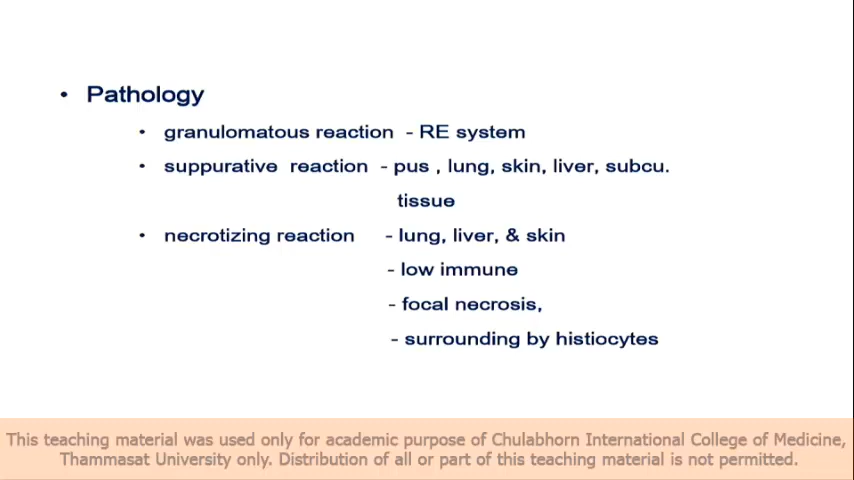 • Pathology
• granulomatous reaction - RE system
• suppurative reaction - pus , lung, skin, liver, subcu.
tissue
• necrotizing reaction - lung, liver, & skin
- low immune
- focal necrosis,
- surrounding by histiocytes
This teaching material was used only for academic purpose of Chulabhorn International College of Medicine,
Thammasat University only. Distribution of all or part of this teaching material is not permitted.